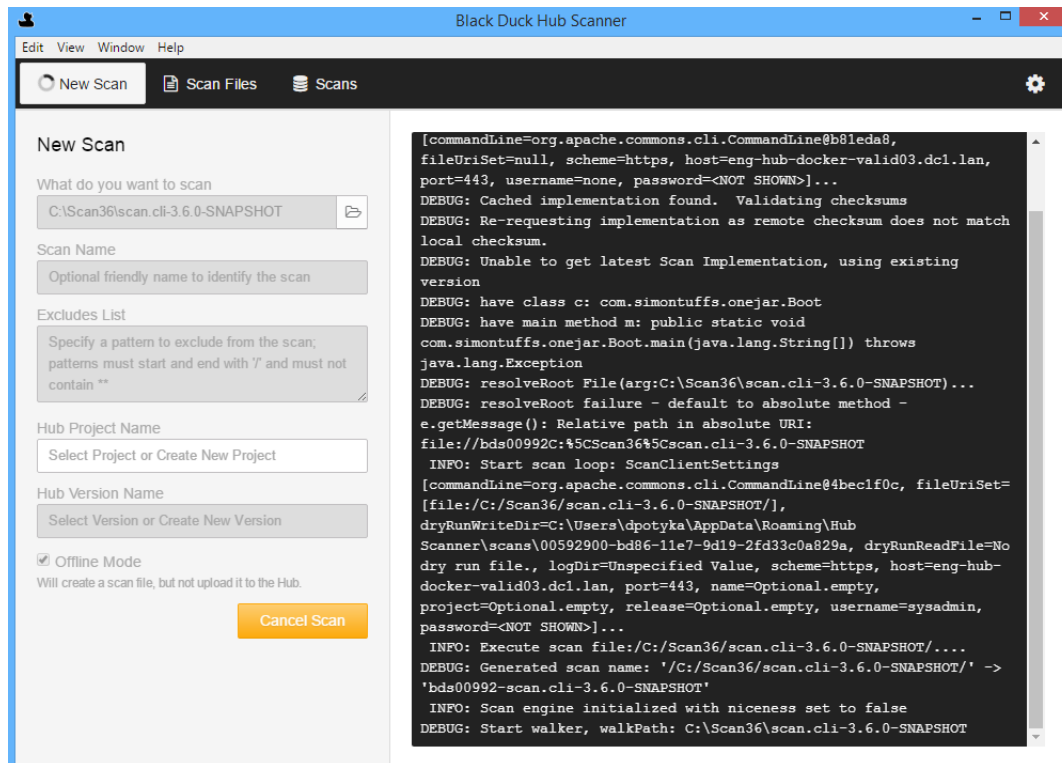 Black Duck Hub Scanner
Edit View Window Help
New Scan Scan Files Scans
New Scan
What do you want to scan
C:\Scan36\scan.cli-3.6.0-SNAPSHOT
Scan Name
Optional friendly name to identify the scan
Excludes List
Specify a pattern to exclude from the scan;
patterns must start and end with '/' and must not
contain **
Hub Project Name
Select Project or Create New Project
Hub Version Name
Select Version or Create New Version
Offline Mode
Will create a scan file, but not upload it to the Hub.
Cancel Scan
[commandLine=org.apache.commons.cli.CommandLine@b81eda8,
fileUriSet=null, scheme=https, host=eng-hub-docker-valid03.dc1.lan,
port=443, username=none, password=<NOT SHOWN>]...
DEBUG: Cached implementation found.  Validating checksums
DEBUG: Re-requesting implementation as remote checksum does not match
local checksum.
DEBUG: Unable to get latest Scan Implementation, using existing
version
DEBUG: have class c: com.simontuffs.onejar.Boot
DEBUG: have main method m: public static void
com.simontuffs.onejar.Boot.main(java.lang.String[]) throws
java.lang.Exception
DEBUG: resolveRoot File(arg:C:\Scan36\scan.cli-3.6.0-SNAPSHOT)...
DEBUG: resolveRoot failure - default to absolute method -
e.getMessage(): Relative path in absolute URI:
file://bds00992C:%5CScan36%5Cscan.cli-3.6.0-SNAPSHOT
INFO: Start scan loop: ScanClientSettings
[commandLine=org.apache.commons.cli.CommandLine@4bec1f0c, fileUriSet=
[file:/C:/Scan36/scan.cli-3.6.0-SNAPSHOT/],
dryRunWriteDir=C:\Users\dpotyka\AppData\Roaming\Hub
Scanner\scans\00592900-bd86-11e7-9d19-2fd33c0a829a, dryRunReadFile=No
dry run file., logDir=Unspecified Value, scheme=https, host=eng-hub-
docker-valid03.dc1.lan, port=443, name=Optional.empty,
project=Optional.empty, release=Optional.empty, username=sysadmin,
password=<NOT SHOWN>]...
INFO: Execute scan file:/C:/Scan36/scan.cli-3.6.0-SNAPSHOT/....
DEBUG: Generated scan name: '/C:/Scan36/scan.cli-3.6.0-SNAPSHOT/' ->
'bds00992-scan.cli-3.6.0-SNAPSHOT'
INFO: Scan engine initialized with niceness set to false
DEBUG: Start walker, walkPath: C:\Scan36\scan.cli-3.6.0-SNAPSHOT